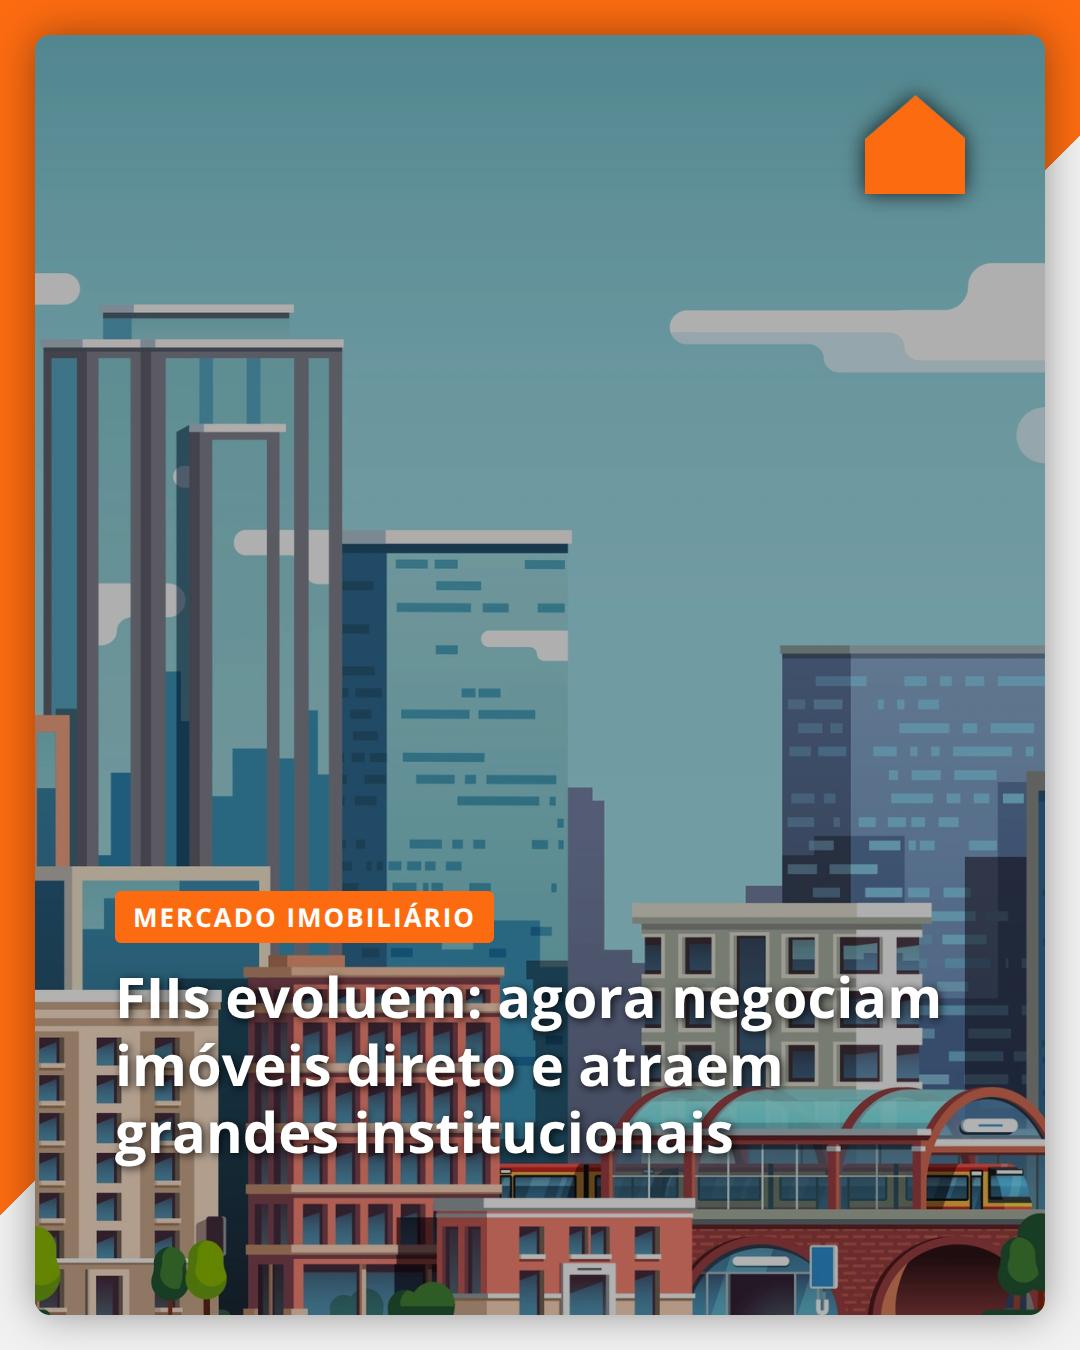 MERCADO IMOBILIÁRIO
FIIs evoluem: agora negociam
imóveis direto e atraem
grandes institucionais